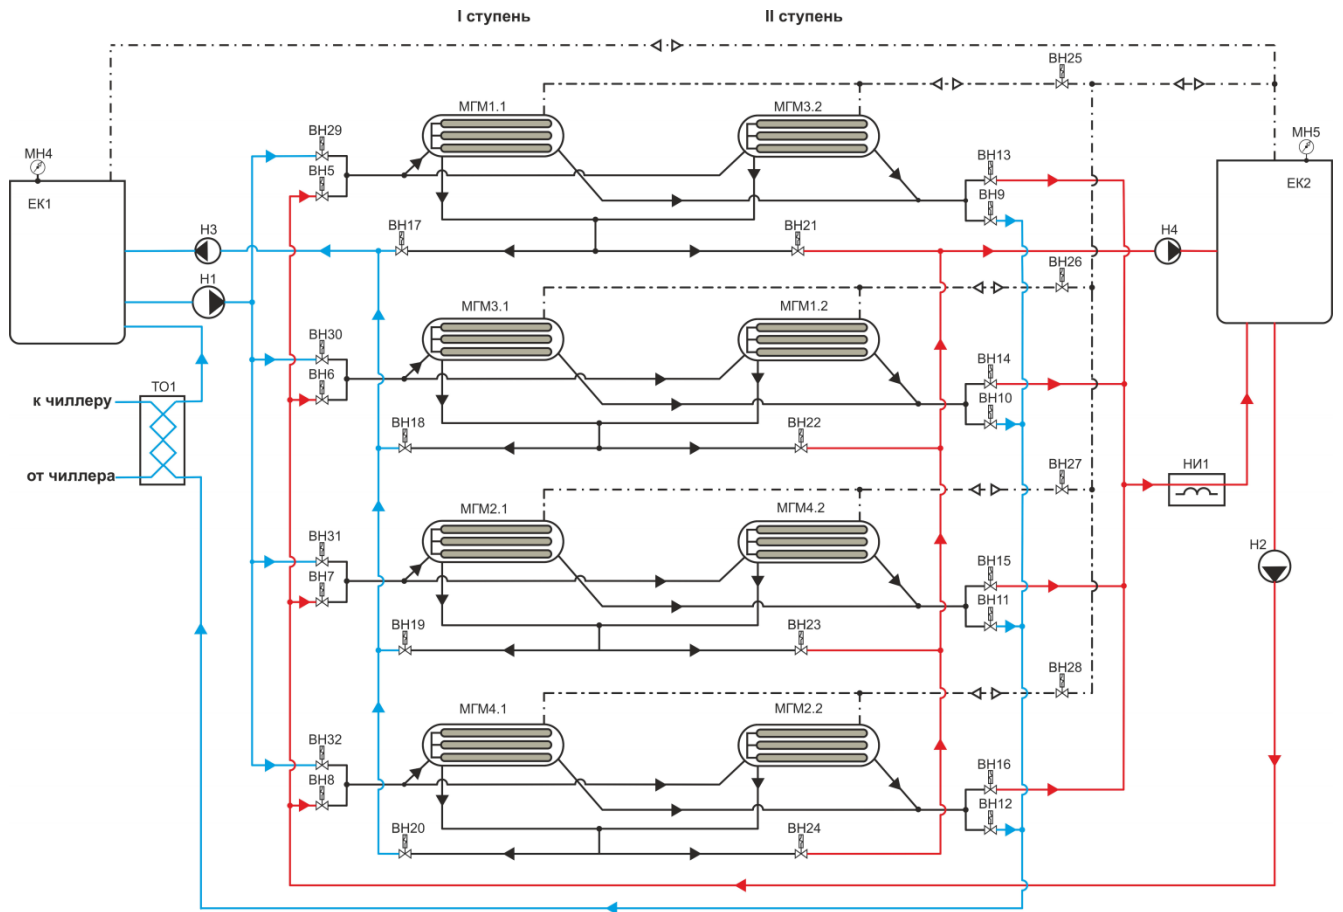 I ступень
II ступень
ВН25
МГМ1.1
МГМ3.2
ВН29
МН4
МН5
ВН5
ВН13
ЕК1
ЕК2
ВН9
Н3
ВН17
ВН21
Н4
ВН26
Н1
МГМ3.1
МГМ1.2
ВН30
ВН14
ТО1
ВН6
к чиллеру
ВН10
ВН18
ВН22
ВН27
от чиллера
НИ1
МГМ2.1
МГМ4.2
ВН31
Н2
ВН15
ВН7
ВН11
ВН19
ВН23
ВН28
МГМ4.1
МГМ2.2
ВН32
ВН16
ВН8
ВН12
ВН20
ВН24